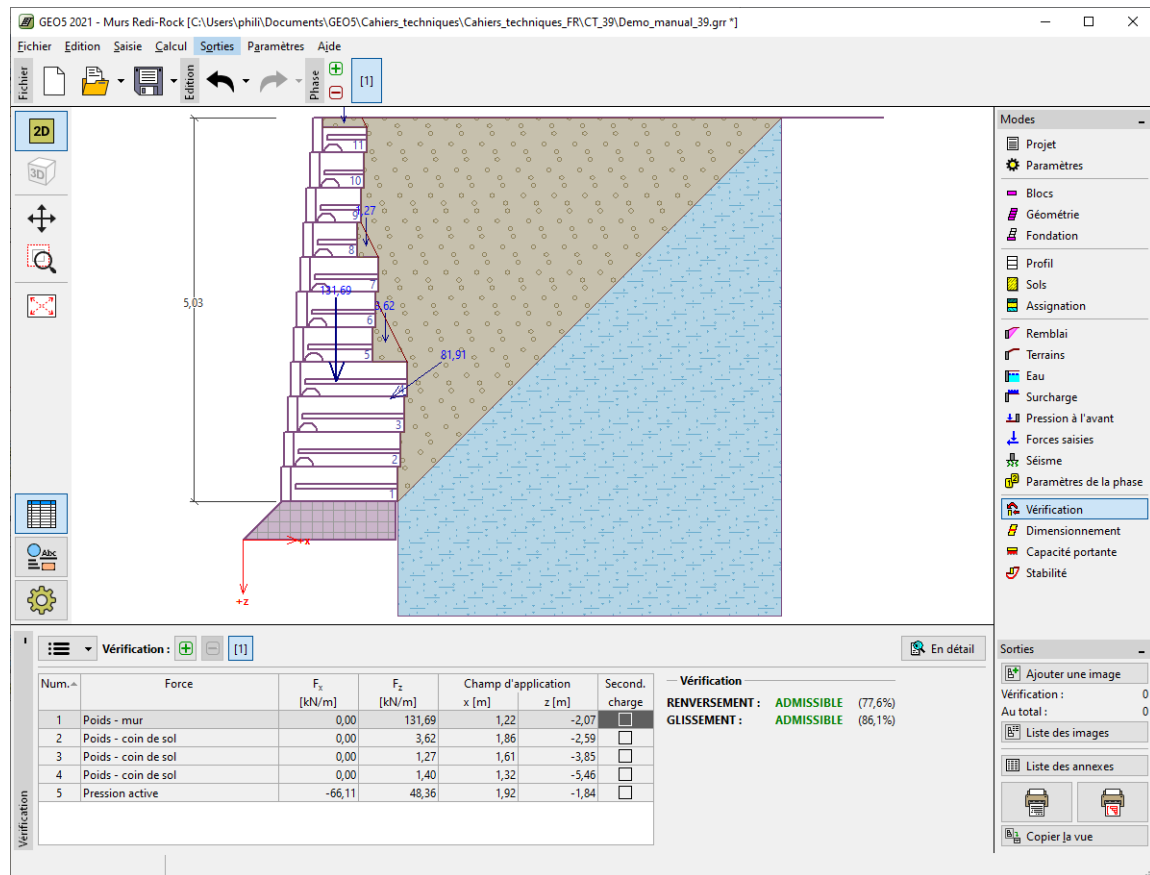 GEO5 2021 - Murs Redi-Rock [C:\Users\phili\Documents\GEO5\Cahiers_techniques\Cahiers_techniques_FR\CT_39\Demo_manual_39.grr *]
Fichier Edition Saisie Calcul Sorties Paramètres Aide
Fichier Edition Phase [1]
2D
3D
Abc
5,03
11
10
9
1,27
8
7
131,69
3,62
6
5
81,91
4
3
2
1
+x
+z
Modes
Projet
Paramètres
Blocs
Géométrie
Fondation
Profil
Sols
Assignation
Remblai
Terrains
Eau
Surcharge
Pression à l'avant
Forces saisies
Séisme
Paramètres de la phase
Vérification
Dimensionnement
Capacité portante
Stabilité
Vérification : [1] En détail
Num. Force Fx Fz Champ d'application Second.
[kN/m] [kN/m] x [m] z [m] charge
1 Poids - mur 0,00 131,69 1,22 -2,07
2 Poids - coin de sol 0,00 3,62 1,86 -2,59
3 Poids - coin de sol 0,00 1,27 1,61 -3,85
4 Poids - coin de sol 0,00 1,40 1,32 -5,46
5 Pression active -66,11 48,36 1,92 -1,84
Vérification
RENVERSEMENT : ADMISSIBLE (77,6%)
GLISSEMENT : ADMISSIBLE (86,1%)
Vérification
Sorties
Ajouter une image
Vérification : 0
Au total : 0
Liste des images
Liste des annexes
Copier la vue